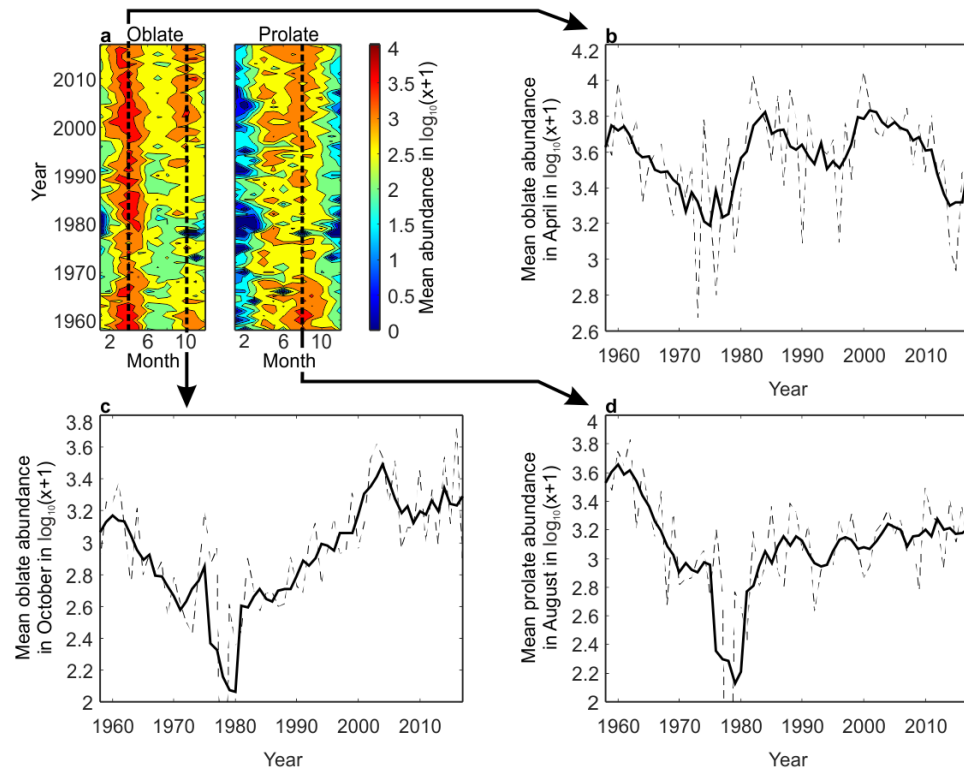 a Oblate Prolate
4
3.5
3
2.5
2
1.5
1
0.5
0
Mean abundance in log10(x+1)
Year
2010
2000
1990
1980
1970
1960
2 6 10 2 6 10
Month Month
b
Mean oblate abundance
in April in log10(x+1)
4.2
4
3.8
3.6
3.4
3.2
3
2.8
2.6
1960 1970 1980 1990 2000 2010
Year
c
Mean oblate abundance
in October in log10(x+1)
3.8
3.6
3.4
3.2
3
2.8
2.6
2.4
2.2
2
1960 1970 1980 1990 2000 2010
Year
d
Mean prolate abundance
in August in log10(x+1)
4
3.8
3.6
3.4
3.2
3
2.8
2.6
2.4
2.2
2
1960 1970 1980 1990 2000 2010
Year